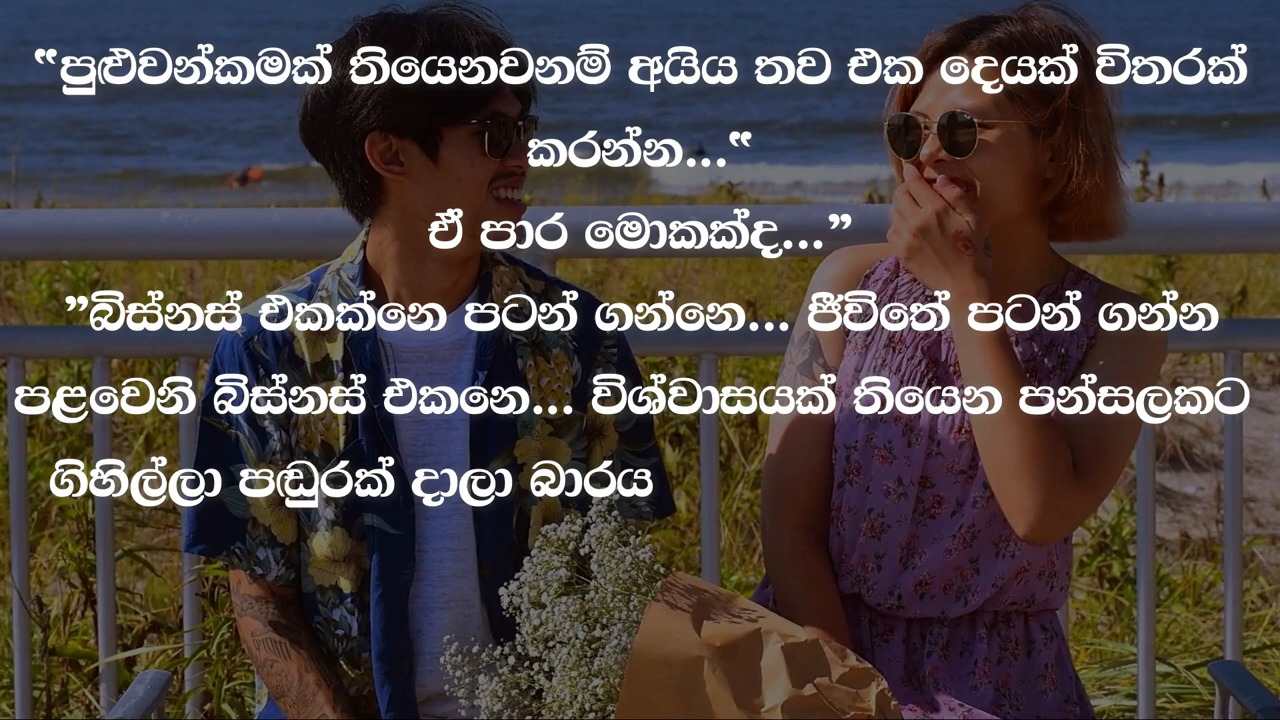 “පුළුවන්කමක් තියෙනවනම් අයිය තව එක දෙයක් විතරක්
කරන්න...“
ඒ පාර මොකක්ද...”
”බිස්නස් එකක්නෙ පටන් ගන්නෙ... ජීවිතේ පටන් ගන්න
පළවෙනි බිස්නස් එකනෙ... විශ්වාසයක් තියෙන පන්සලකට
ගිහිල්ලා පඬුරක් දාලා බාරය